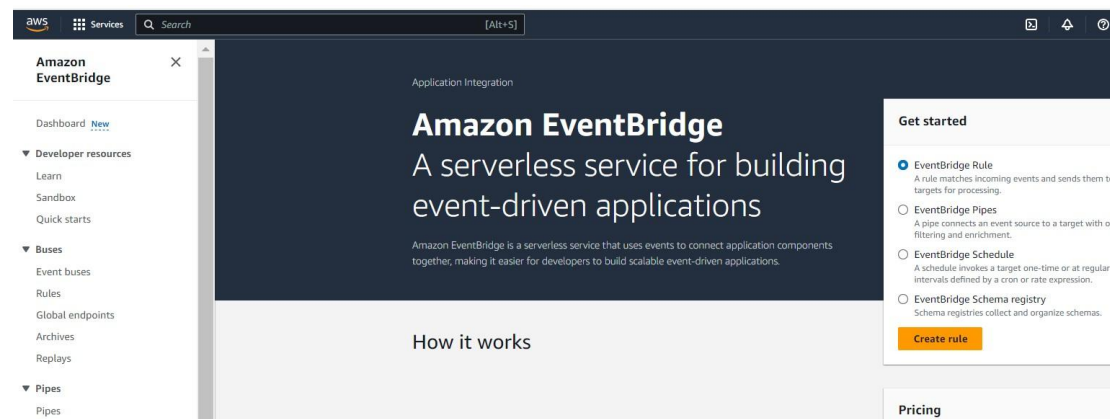 aws
Services
Search
[Alt+S]
Amazon
EventBridge
Dashboard New
Developer resources
Learn
Sandbox
Quick starts
Buses
Event buses
Rules
Global endpoints
Archives
Replays
Pipes
Pipes
Application Integration
Amazon EventBridge
A serverless service for building
event-driven applications
Amazon EventBridge is a serverless service that uses events to connect application components
together, making it easier for developers to build scalable event-driven applications.
How it works
Get started
EventBridge Rule
A rule matches incoming events and sends them t
targets for processing.
EventBridge Pipes
A pipe connects an event source to a target with o
filtering and enrichment.
EventBridge Schedule
A schedule invokes a target one-time or at regular
intervals defined by a cron or rate expression.
EventBridge Schema registry
Schema registries collect and organize schemas.
Create rule
Pricing